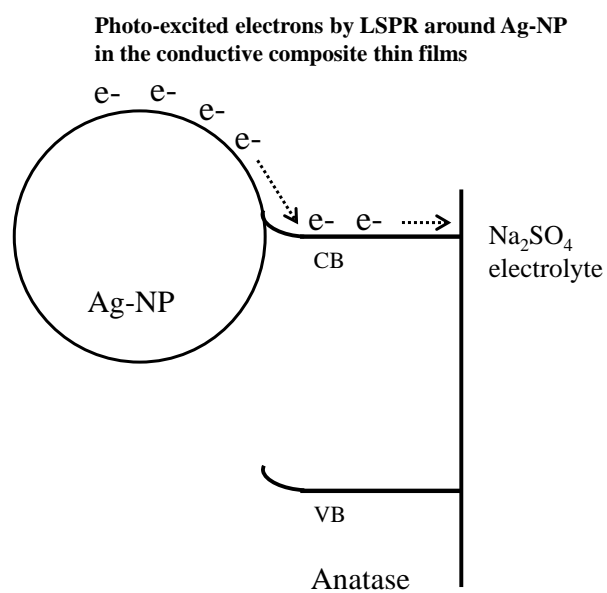 Photo-excited electrons by LSPR around Ag-NP
in the conductive composite thin films
e- e- e-
e-
e- e-
CB
Na₂SO₄
electrolyte
Ag-NP
VB
Anatase